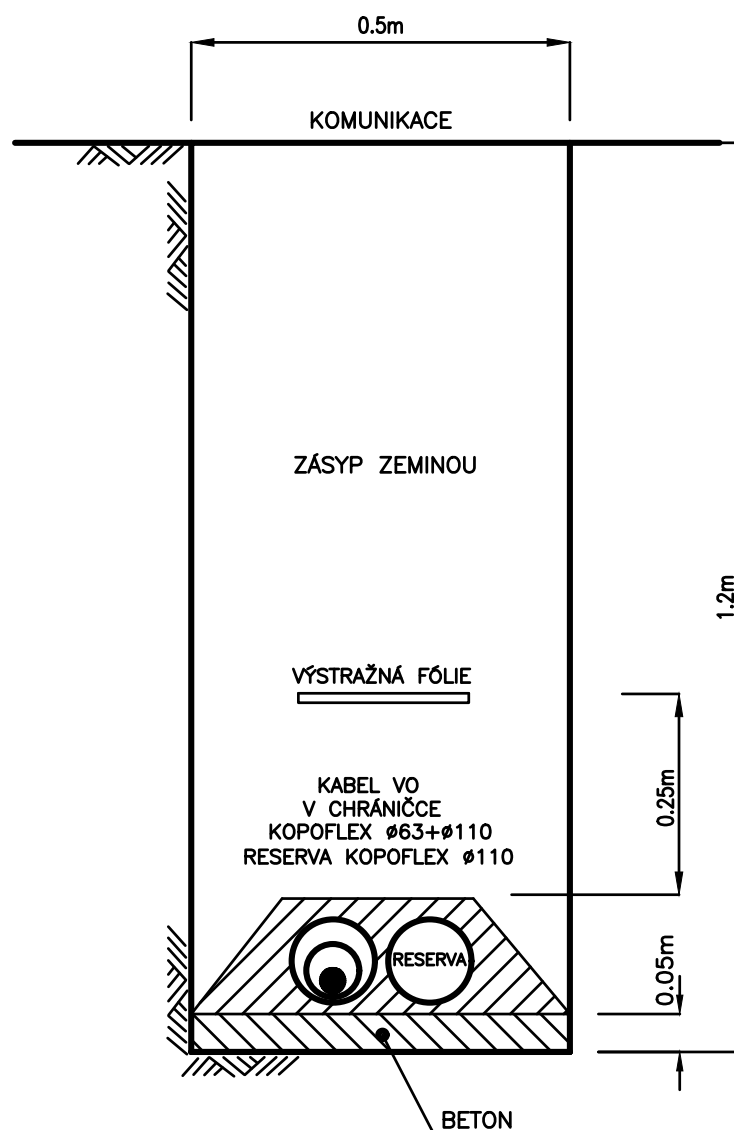 0.5m
KOMUNIKACE
ZÁSYP ZEMINOU
1.2m
VÝSTRAŽNÁ FÓLIE
0.25m
KABEL VO
V CHRÁNIČCE
KOPOFLEX ø63+ø110
RESERVA KOPOFLEX ø110
RESERVA
0.05m
BETON